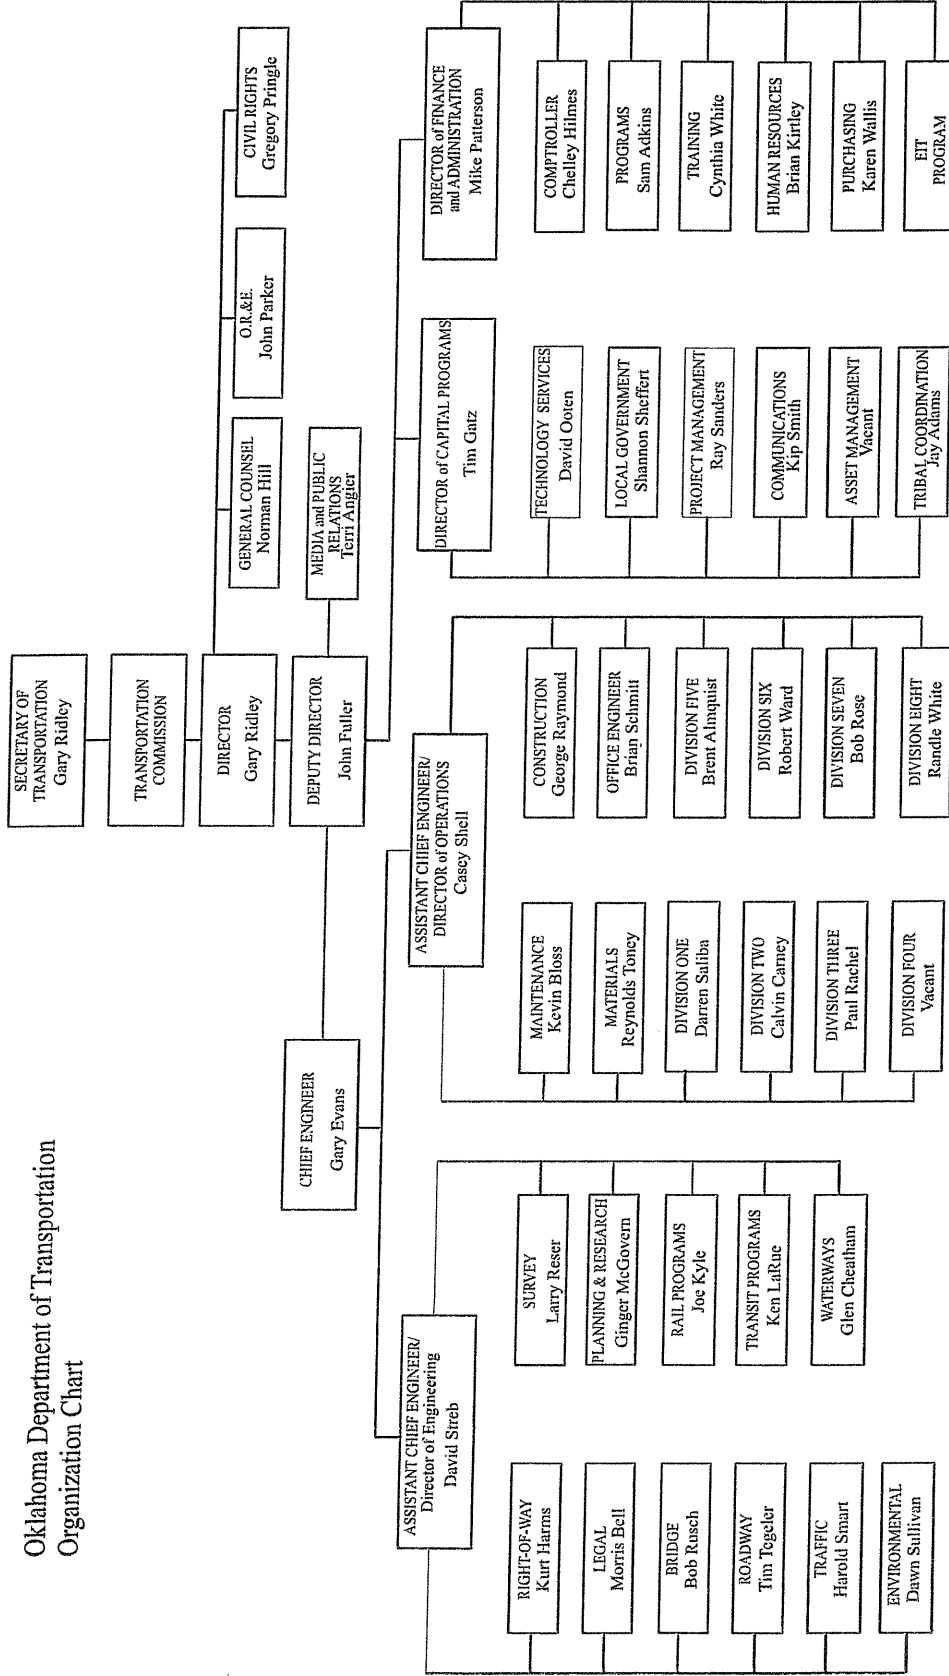 Oklahoma Department of Transportation
Organization Chart
SECRETARY OF
TRANSPORTATION
Gary Ridley
TRANSPORTATION
COMMISSION
DIRECTOR
Gary Ridley
GENERAL COUNSEL
Norman Hill
O.R.&E.
John Parker
CIVIL RIGHTS
Gregory Pringle
DEPUTY DIRECTOR
John Fuller
MEDIA and PUBLIC
RELATIONS
Terri Angier
CHIEF ENGINEER
Gary Evans
ASSISTANT CHIEF ENGINEER/
Director of Engineering
David Streb
RIGHT-OF-WAY
Kurt Harms
LEGAL
Morris Bell
BRIDGE
Bob Rusch
ROADWAY
Tim Tegeler
TRAFFIC
Harold Smart
ENVIRONMENTAL
Dawn Sullivan
SURVEY
Larry Reser
PLANNING & RESEARCH
Ginger McGovern
RAIL PROGRAMS
Joe Kyle
TRANSIT PROGRAMS
Ken LaRue
WATERWAYS
Glen Cheatham
ASSISTANT CHIEF ENGINEER/
DIRECTOR of OPERATIONS
Casey Shell
MAINTENANCE
Kevin Bloss
MATERIALS
Reynolds Toney
DIVISION ONE
Darren Saliba
DIVISION TWO
Calvin Carney
DIVISION THREE
Paul Rachel
DIVISION FOUR
Vacant
CONSTRUCTION
George Raymond
OFFICE ENGINEER
Brian Schmitt
DIVISION FIVE
Brent Almquist
DIVISION SIX
Robert Ward
DIVISION SEVEN
Bob Rose
DIVISION EIGHT
Randle White
DIRECTOR of CAPITAL PROGRAMS
Tim Gatz
TECHNOLOGY SERVICES
David Ooten
LOCAL GOVERNMENT
Shannon Sheffert
PROJECT MANAGEMENT
Ray Sanders
COMMUNICATIONS
Kip Smith
ASSET MANAGEMENT
Vacant
TRIBAL COORDINATION
Jay Adams
DIRECTOR of FINANCE
and ADMINISTRATION
Mike Patterson
COMPTROLLER
Chelley Hilmes
PROGRAMS
Sam Adkins
TRAINING
Cynthia White
HUMAN RESOURCES
Brian Kirtley
PURCHASING
Karen Wallis
EIT
PROGRAM